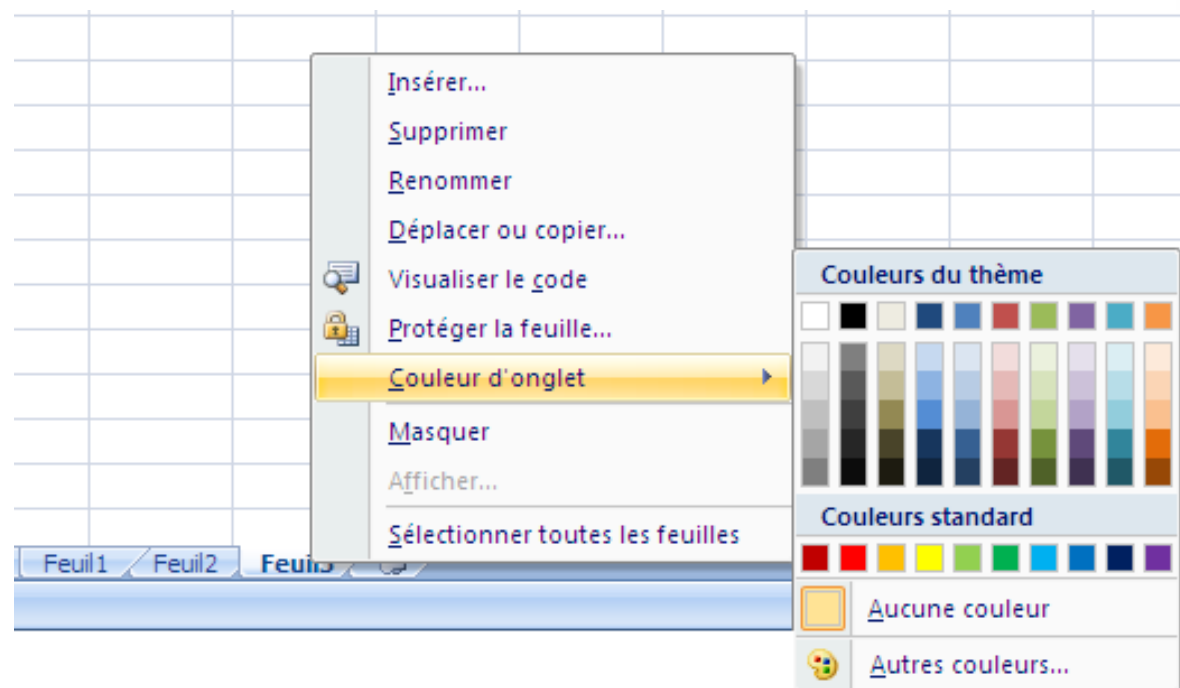 Insérer...
Supprimer
Renommer
Déplacer ou copier...
Visualiser le code
Protéger la feuille...
Couleur d'onglet
Masquer
Afficher...
Sélectionner toutes les feuilles
Couleurs du thème
Couleurs standard
Aucune couleur
Autres couleurs...
Feuil1 Feuil2 Feuil3